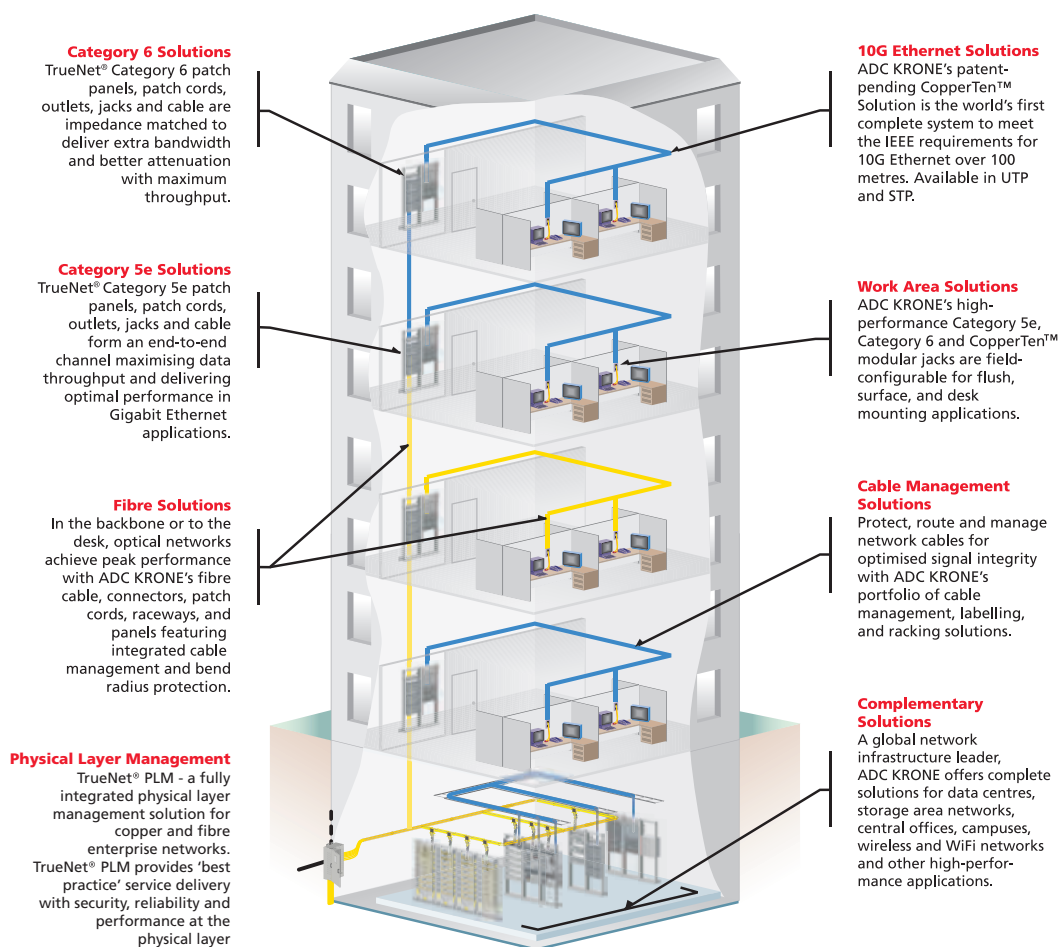 Category 6 Solutions
TrueNet® Category 6 patch
panels, patch cords,
outlets, jacks and cable are
impedance matched to
deliver extra bandwidth
and better attenuation
with maximum
throughput.
Category 5e Solutions
TrueNet® Category 5e patch
panels, patch cords,
outlets, jacks and cable
form an end-to-end
channel maximising data
throughput and delivering
optimal performance in
Gigabit Ethernet
applications.
Fibre Solutions
In the backbone or to the
desk, optical networks
achieve peak performance
with ADC KRONE's fibre
cable, connectors, patch
cords, raceways, and
panels featuring
integrated cable
management and bend
radius protection.
Physical Layer Management
TrueNet® PLM - a fully
integrated physical layer
management solution for
copper and fibre
enterprise networks.
TrueNet® PLM provides 'best
practice' service delivery
with security, reliability and
performance at the
physical layer
10G Ethernet Solutions
ADC KRONE's patent-
pending CopperTen™
Solution is the world's first
complete system to meet
the IEEE requirements for
10G Ethernet over 100
metres. Available in UTP
and STP.
Work Area Solutions
ADC KRONE's high-
performance Category 5e,
Category 6 and CopperTen™
modular jacks are field-
configurable for flush,
surface, and desk
mounting applications.
Cable Management
Solutions
Protect, route and manage
network cables for
optimised signal integrity
with ADC KRONE's
portfolio of cable
management, labelling,
and racking solutions.
Complementary
Solutions
A global network
infrastructure leader,
ADC KRONE offers complete
solutions for data centres,
storage area networks,
central offices, campuses,
wireless and WiFi networks
and other high-perfor-
mance applications.